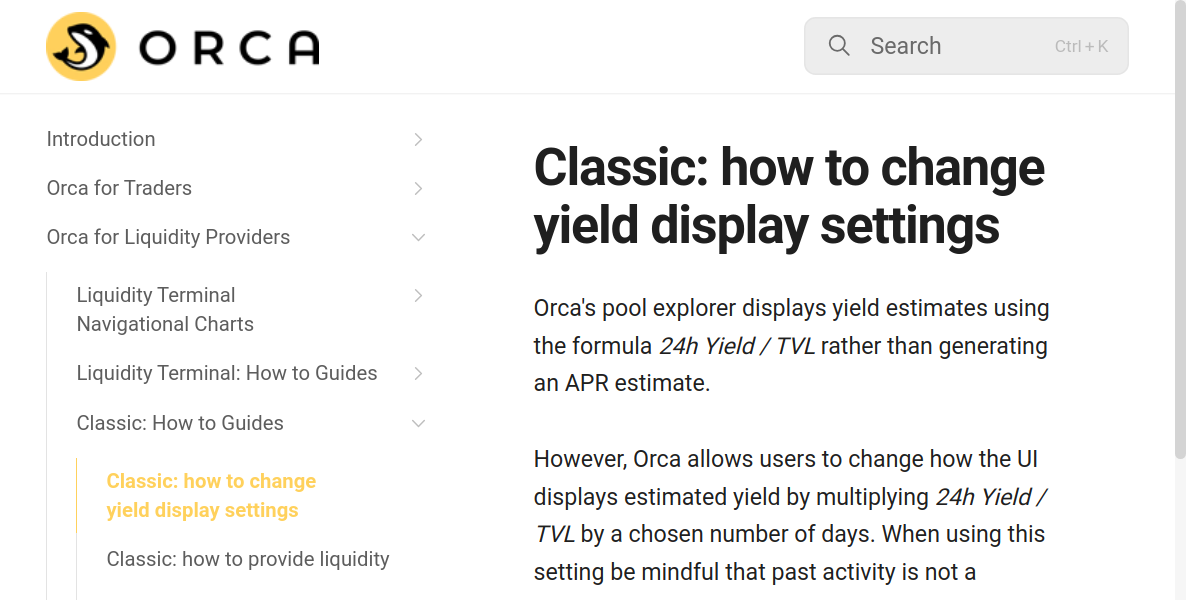 ORCA
Search
Ctrl + K
Introduction
Orca for Traders
Orca for Liquidity Providers
Liquidity Terminal
Navigational Charts
Liquidity Terminal: How to Guides
Classic: How to Guides
Classic: how to change
yield display settings
Classic: how to provide liquidity
Classic: how to change
yield display settings
Orca's pool explorer displays yield estimates using
the formula 24h Yield / TVL rather than generating
an APR estimate.
However, Orca allows users to change how the UI
displays estimated yield by multiplying 24h Yield /
TVL by a chosen number of days. When using this
setting be mindful that past activity is not a